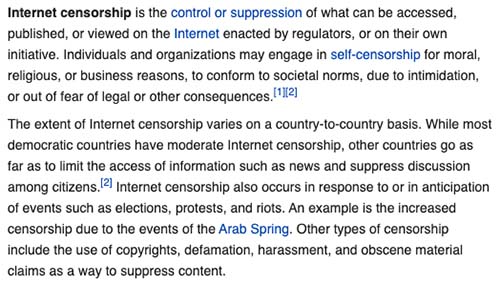 Internet censorship is the control or suppression of what can be accessed,
published, or viewed on the Internet enacted by regulators, or on their own
initiative. Individuals and organizations may engage in self-censorship for moral,
religious, or business reasons, to conform to societal norms, due to intimidation,
or out of fear of legal or other consequences.[1][2]
The extent of Internet censorship varies on a country-to-country basis. While most
democratic countries have moderate Internet censorship, other countries go as
far as to limit the access of information such as news and suppress discussion
among citizens.[2] Internet censorship also occurs in response to or in anticipation
of events such as elections, protests, and riots. An example is the increased
censorship due to the events of the Arab Spring. Other types of censorship
include the use of copyrights, defamation, harassment, and obscene material
claims as a way to suppress content.